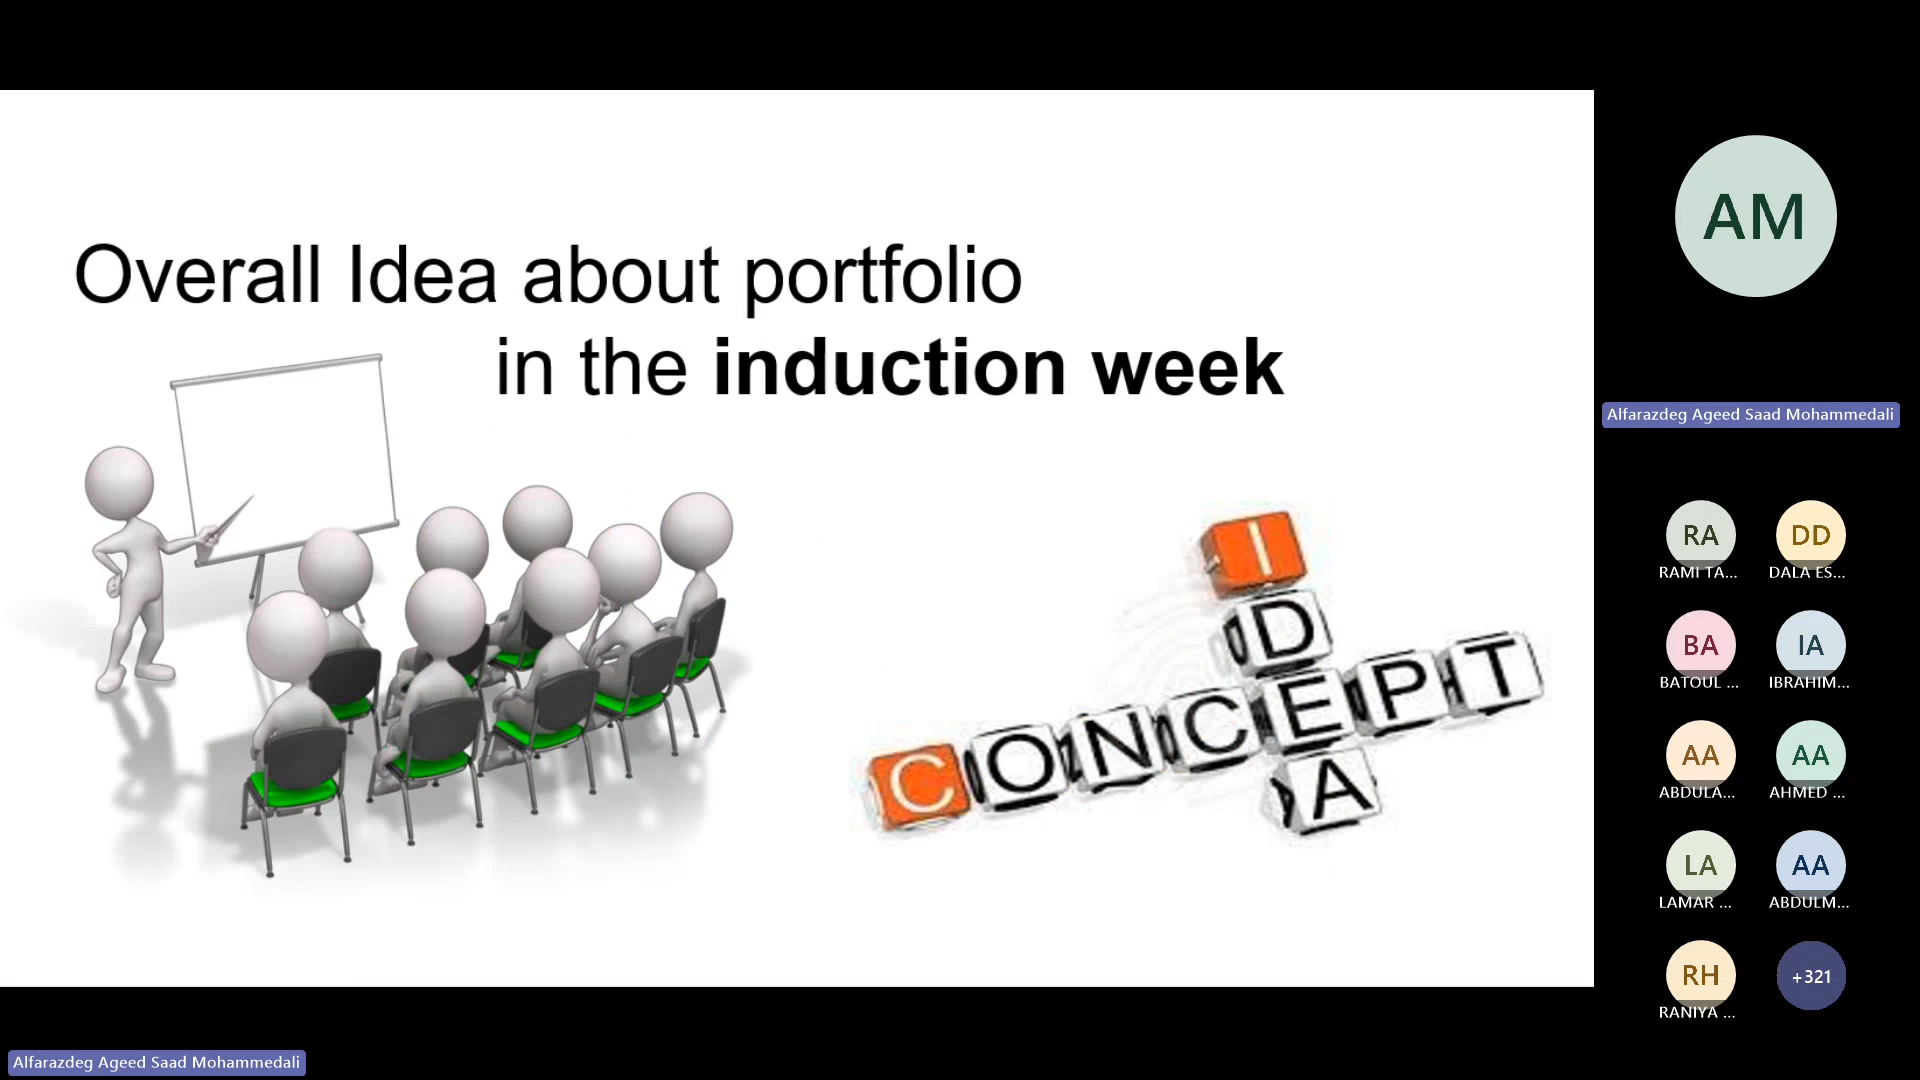 Overall Idea about portfolio
in the induction week
IDEA
CONCEPT
AM
Alfarazdeg Ageed Saad Mohammedali
RA
DD
RAMI TA...
DALA ES...
BA
IA
BATOUL ...
IBRAHIM...
AA
AA
ABDULA...
AHMED ...
LA
AA
LAMAR ...
ABDULM...
RH
+321
RANIYA ...
Alfarazdeg Ageed Saad Mohammedali